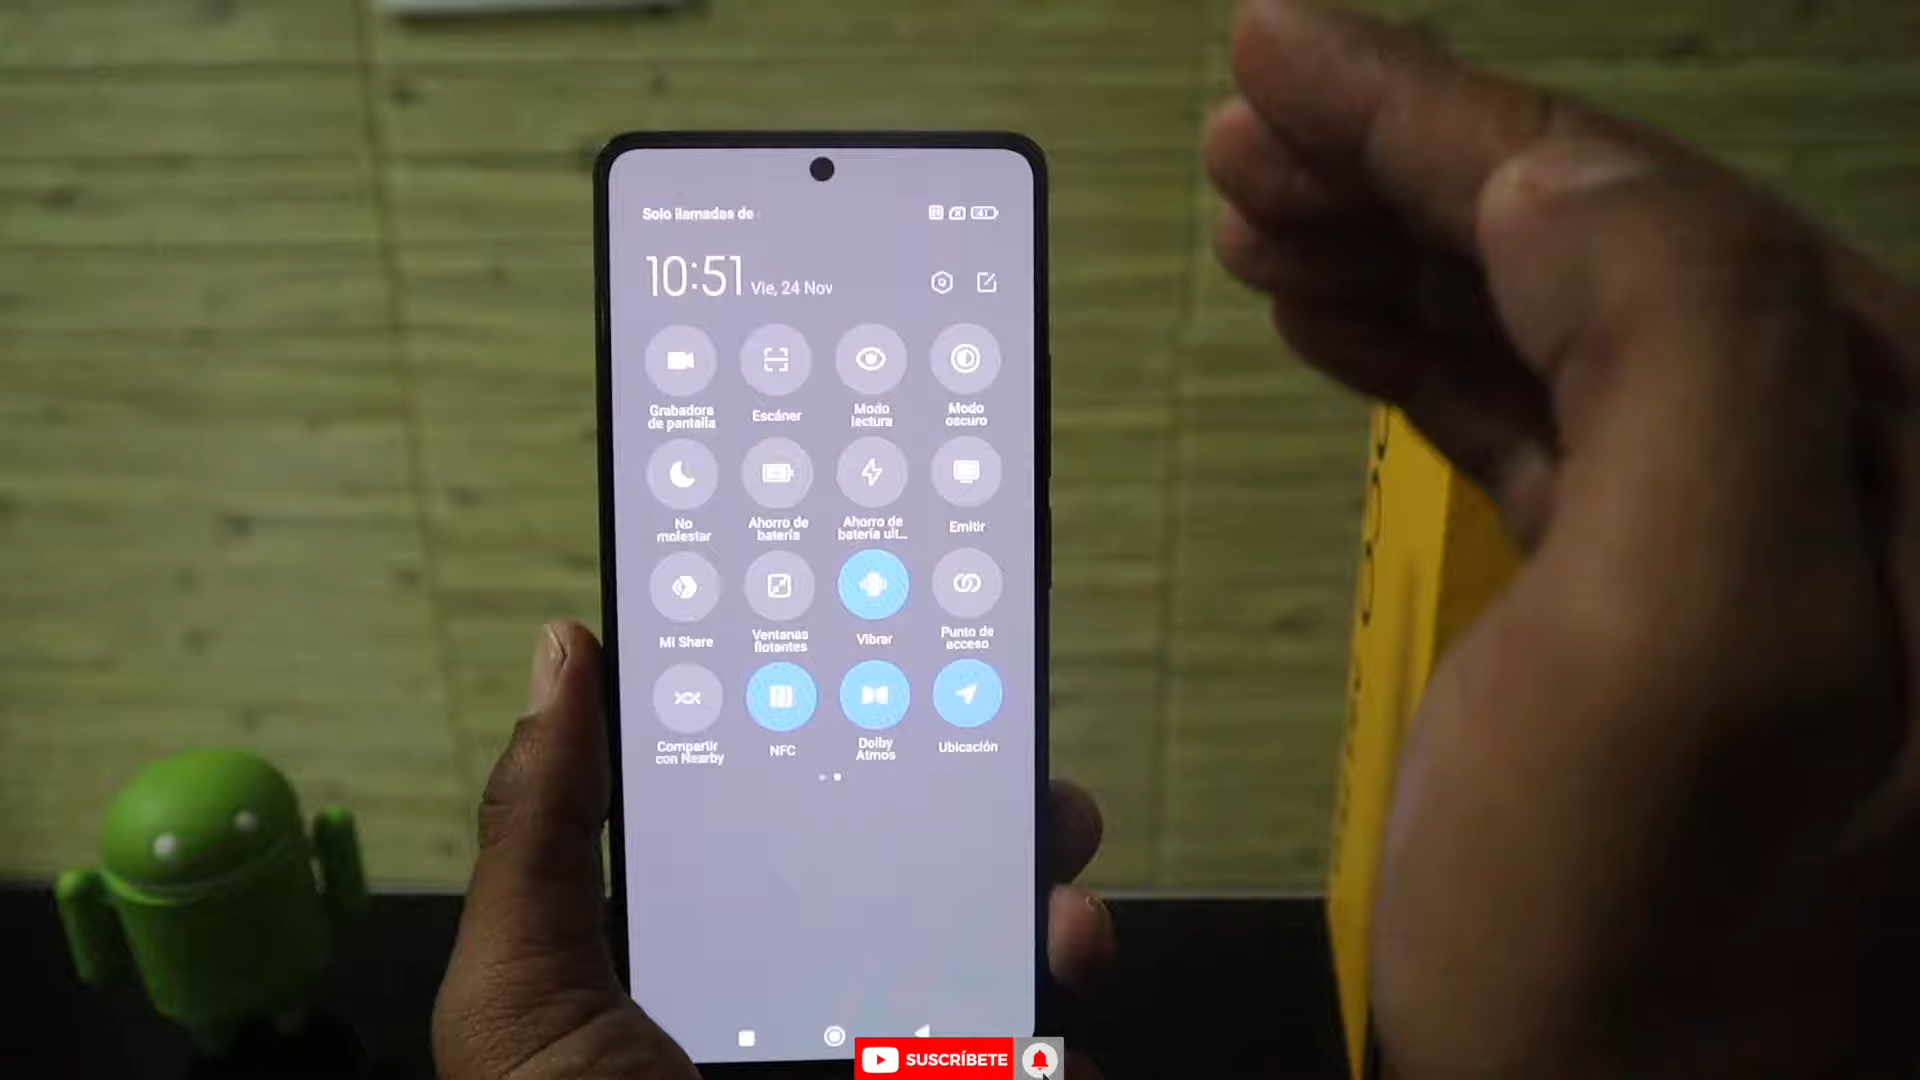 Solo llamadas de
10:51 Vie, 24 Nov
Grabadora
de pantalla
Escáner
Modo
lectura
Modo
oscuro
No
molestar
Ahorro de
batería
Ahorro de
batería ult...
Emitir
Mi Share
Ventanas
flotantes
Vibrar
Punto de
acceso
Compartir
con Nearby
NFC
Dolby
Atmos
Ubicación
SUSCRÍBETE